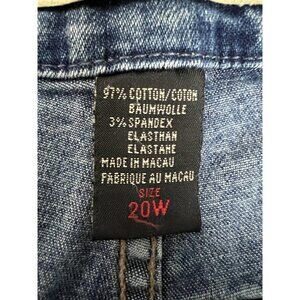 97% COTTON/COTON
BAUMWOLLE
3% SPANDEX
ELASTHAN
ELASTANE
MADE IN MACAU
FABRIQUE AU MACAU
SIZE
20W